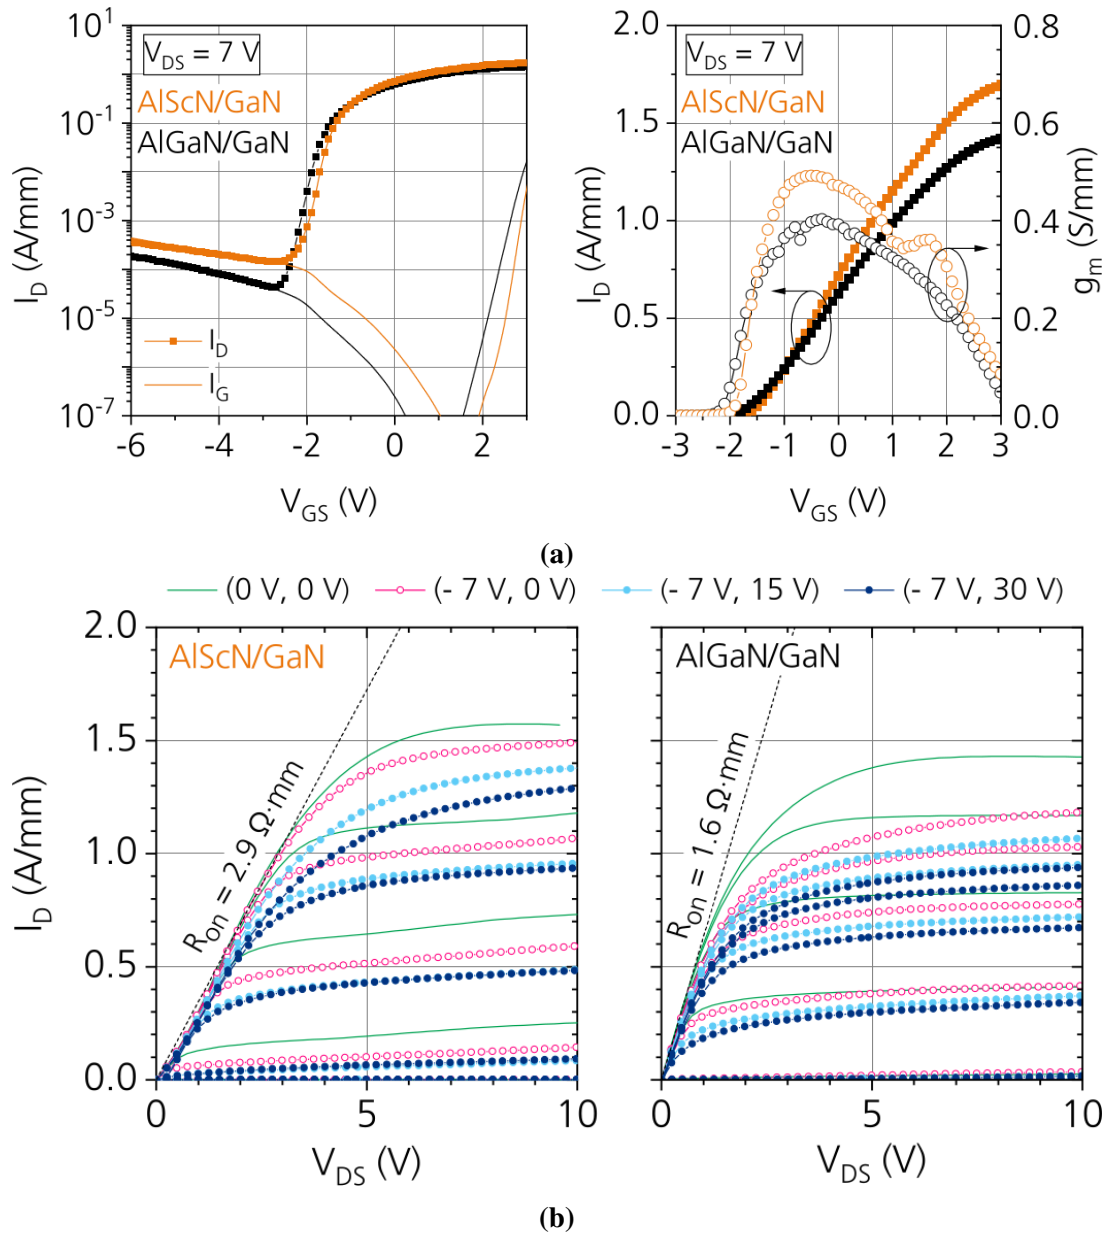 V_DS = 7 V
AlScN/GaN
AlGaN/GaN
I_D
I_G
10^1
10^-1
10^-3
10^-5
10^-7
I_D (A/mm)
-6 -4 -2 0 2
V_GS (V)
V_DS = 7 V
AlScN/GaN
AlGaN/GaN
2.0
1.5
1.0
0.5
0.0
I_D (A/mm)
0.8
0.6
0.4
0.2
0.0
g_m (S/mm)
-3 -2 -1 0 1 2 3
V_GS (V)
(a)
(0 V, 0 V) (- 7 V, 0 V) (- 7 V, 15 V) (- 7 V, 30 V)
AlScN/GaN
R_on = 2.9 Ω·mm
2.0
1.5
1.0
0.5
0.0
I_D (A/mm)
0 5 10
V_DS (V)
AlGaN/GaN
R_on = 1.6 Ω·mm
0 5 10
V_DS (V)
(b)